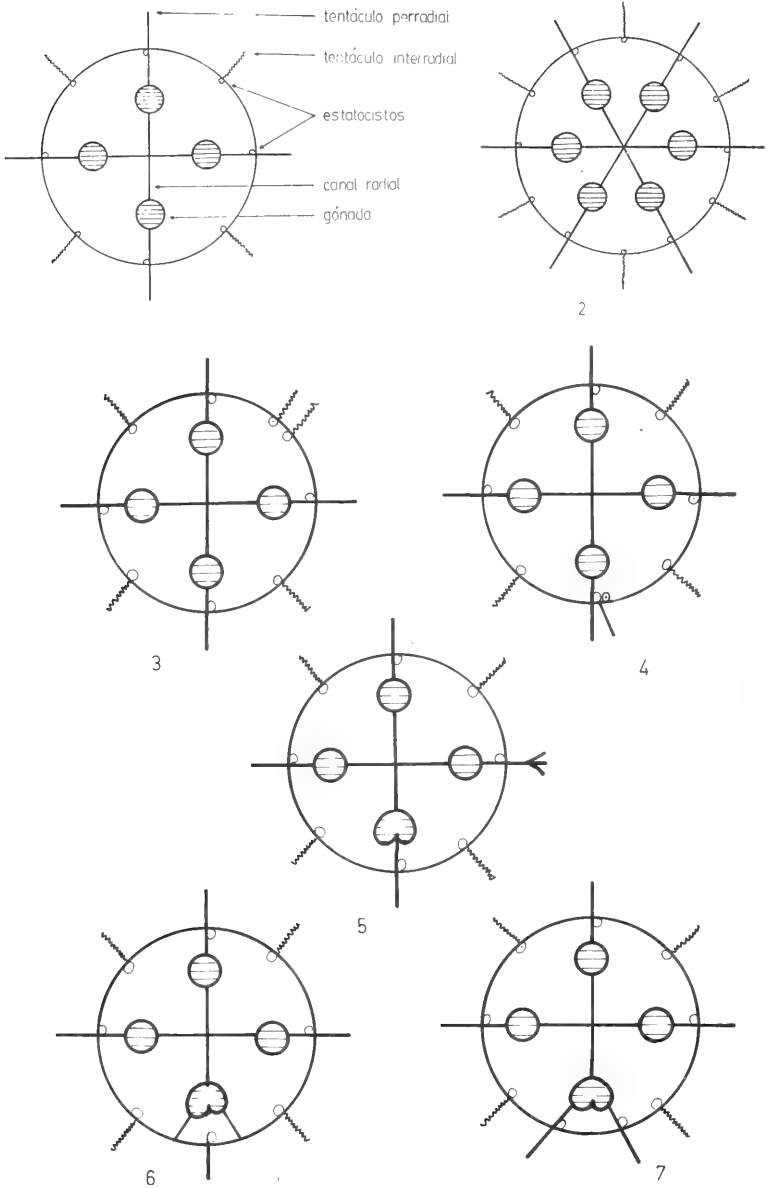 tentáculo perradial
tentáculo interradial
estatocistos
canal radial
gónada
2
3
4
5
6
7